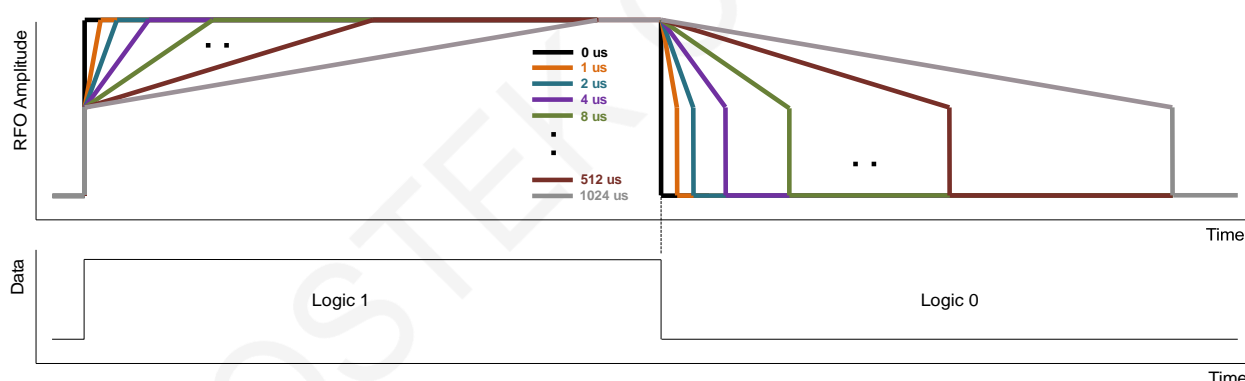 RFO Amplitude
0 us
1 us
2 us
4 us
8 us
512 us
1024 us
Time
Data
Logic 1
Logic 0
Time